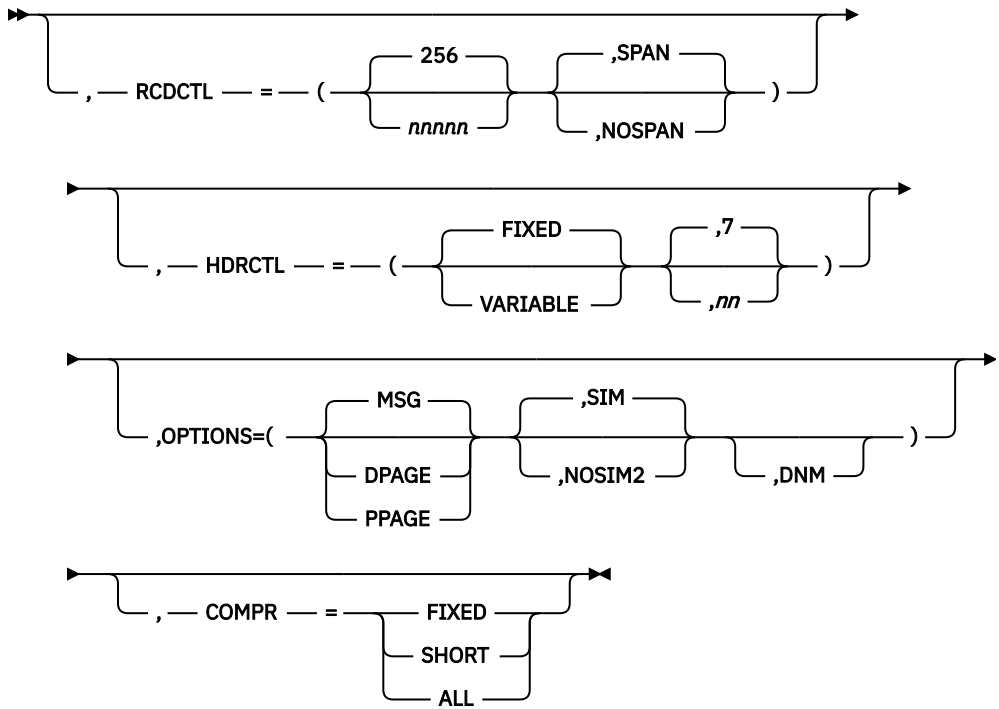 256 ,SPAN
, RCDCTL = ( )
nnnnn ,NOSPAN
FIXED ,7
, HDRCTL = ( )
VARIABLE ,nn
MSG ,SIM
,OPTIONS=( )
DPAGE ,NOSIM2 ,DNM
PPAGE
, COMPR = FIXED
SHORT
ALL